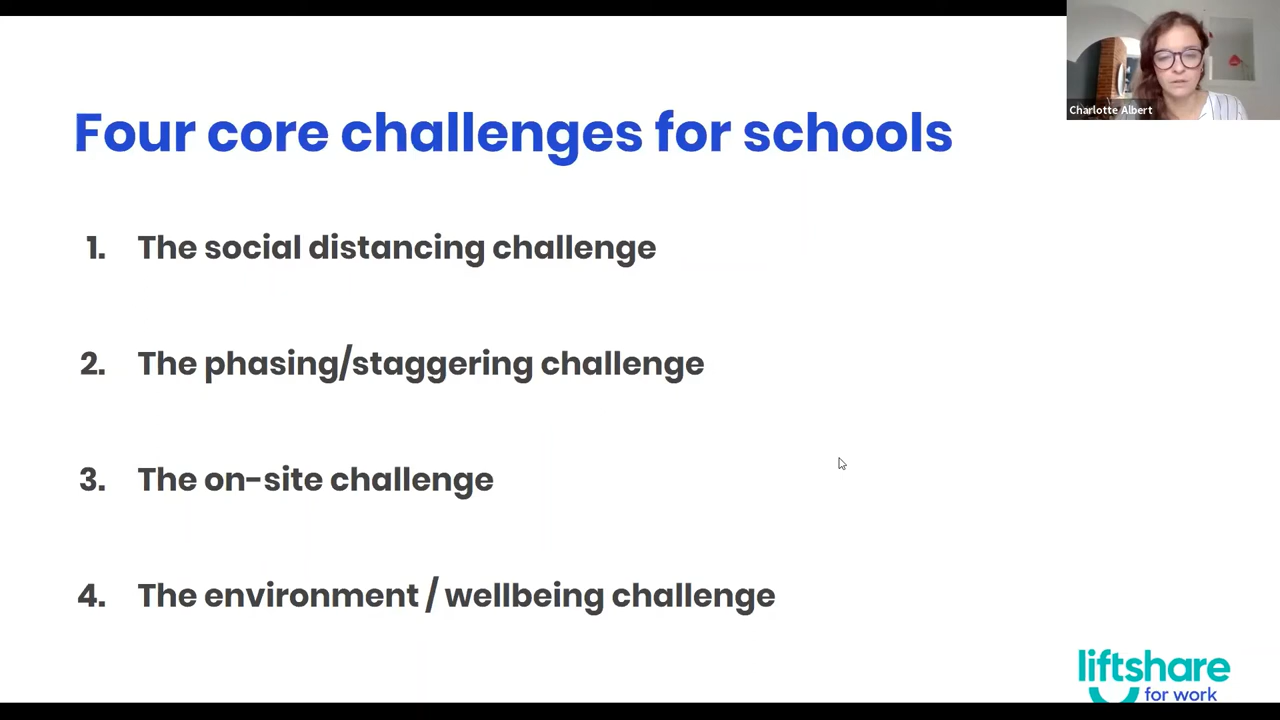 Charlotte Albert
Four core challenges for schools
1. The social distancing challenge
2. The phasing/staggering challenge
3. The on-site challenge
4. The environment / wellbeing challenge
liftshare
for work